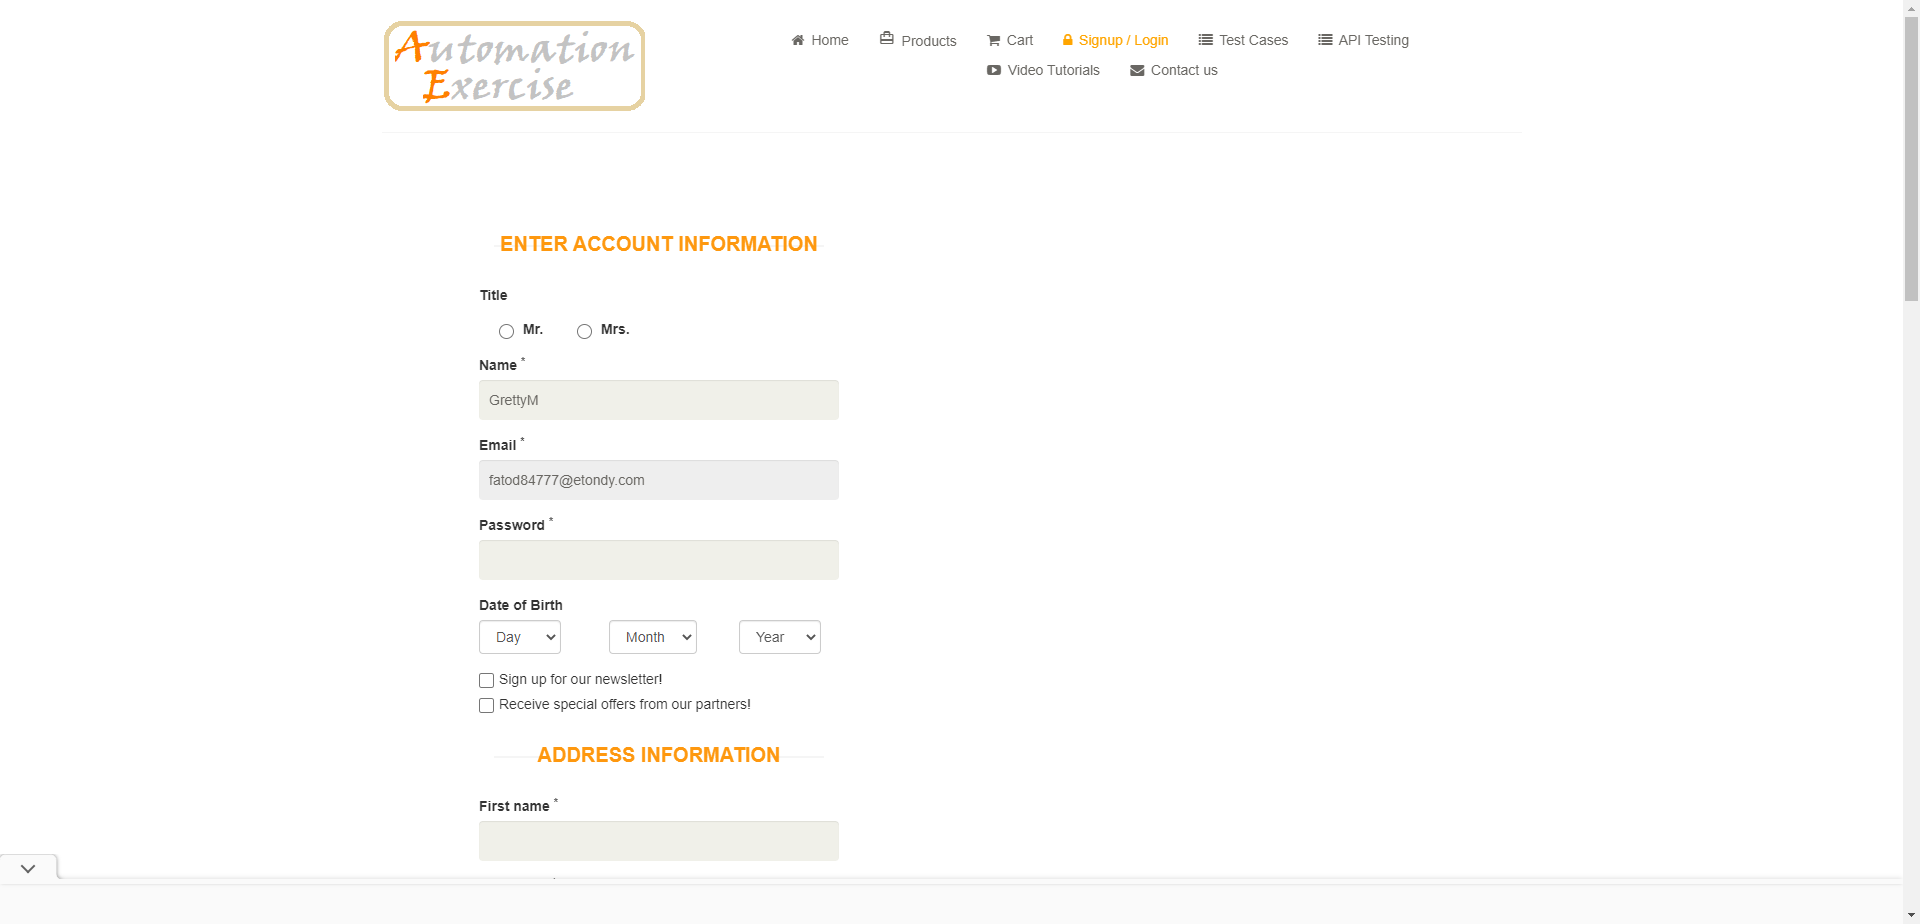 Automation
Exercise
Home
Products
Cart
Signup / Login
Test Cases
API Testing
Video Tutorials
Contact us
ENTER ACCOUNT INFORMATION
Title
Mr.
Mrs.
Name *
GrettyM
Email *
fatod84777@etondy.com
Password *
Date of Birth
Day
Month
Year
Sign up for our newsletter!
Receive special offers from our partners!
ADDRESS INFORMATION
First name *